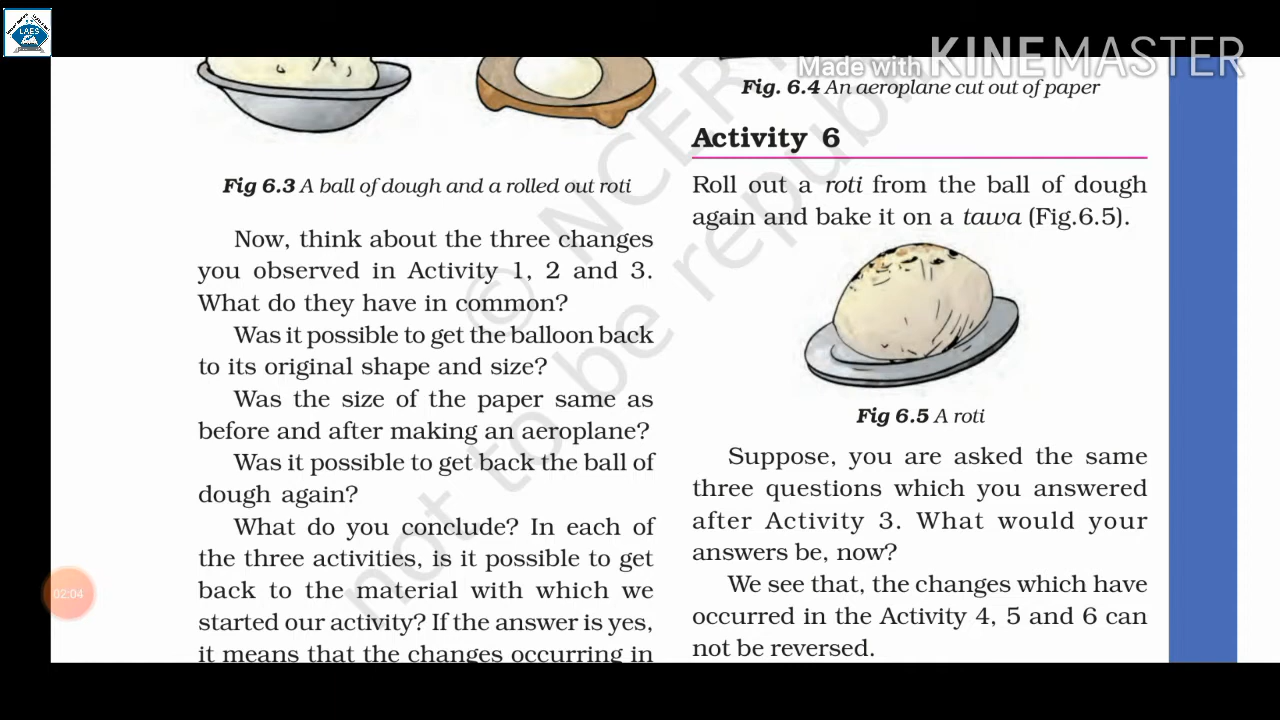 LAES
Made with KINEMASTER
Fig 6.3 A ball of dough and a rolled out roti
Now, think about the three changes
you observed in Activity 1, 2 and 3.
What do they have in common?
Was it possible to get the balloon back
to its original shape and size?
Was the size of the paper same as
before and after making an aeroplane?
Was it possible to get back the ball of
dough again?
What do you conclude? In each of
the three activities, is it possible to get
back to the material with which we
started our activity? If the answer is yes,
it means that the changes occurring in
Fig. 6.4 An aeroplane cut out of paper
Activity 6
Roll out a roti from the ball of dough
again and bake it on a tawa (Fig.6.5).
Fig 6.5 A roti
Suppose, you are asked the same
three questions which you answered
after Activity 3. What would your
answers be, now?
We see that, the changes which have
occurred in the Activity 4, 5 and 6 can
not be reversed.
© NCER
not to be republi
02:04